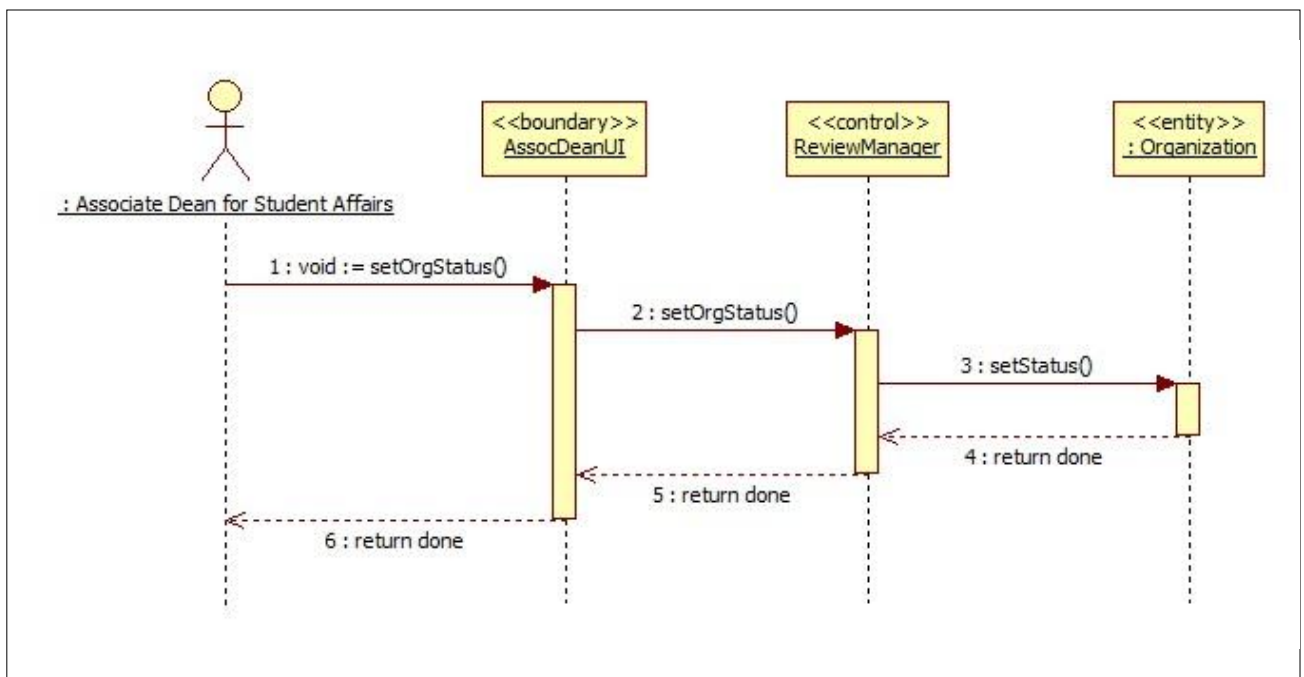 <<boundary>>
AssocDeanUI
<<control>>
ReviewManager
<<entity>>
: Organization
: Associate Dean for Student Affairs
1 : void := setOrgStatus()
2 : setOrgStatus()
3 : setStatus()
4 : return done
5 : return done
6 : return done